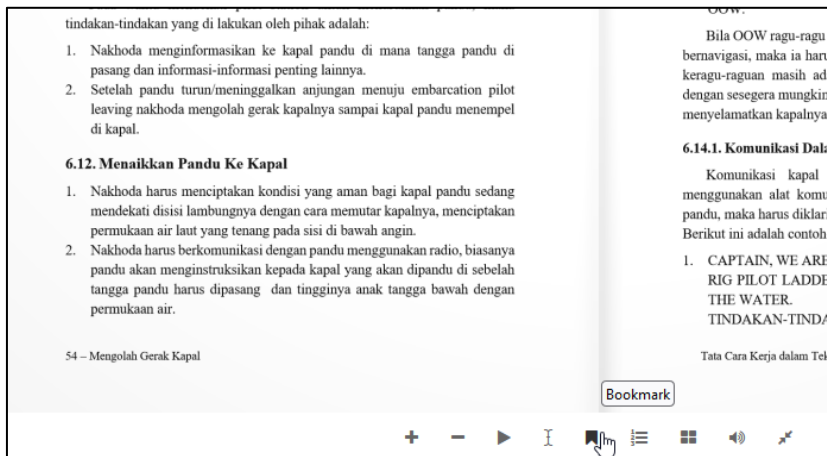 tindakan-tindakan yang di lakukan oleh pihak adalah:
1. Nakhoda menginformasikan ke kapal pandu di mana tangga pandu di
pasang dan informasi-informasi penting lainnya.
2. Setelah pandu turun/meninggalkan anjungan menuju embarcation pilot
leaving nakhoda mengolah gerak kapalnya sampai kapal pandu menempel
di kapal.
6.12. Menaikkan Pandu Ke Kapal
1. Nakhoda harus menciptakan kondisi yang aman bagi kapal pandu sedang
mendekati disisi lambungnya dengan cara memutar kapalnya, menciptakan
permukaan air laut yang tenang pada sisi di bawah angin.
2. Nakhoda harus berkomunikasi dengan pandu menggunakan radio, biasanya
pandu akan menginstruksikan kepada kapal yang akan dipandu di sebelah
tangga pandu harus dipasang dan tingginya anak tangga bawah dengan
permukaan air.
54 – Mengolah Gerak Kapal
OOW.
Bila OOW ragu-ragu
bernavigasi, maka ia haru
keragu-raguan masih ad
dengan sesegera mungkin
menyelamatkan kapalnya
6.14.1. Komunikasi Dala
Komunikasi kapal
menggunakan alat komu
pandu, maka harus diklari
Berikut ini adalah contoh
1. CAPTAIN, WE ARE
RIG PILOT LADDE
THE WATER.
TINDAKAN-TINDA
Tata Cara Kerja dalam Tek
Bookmark